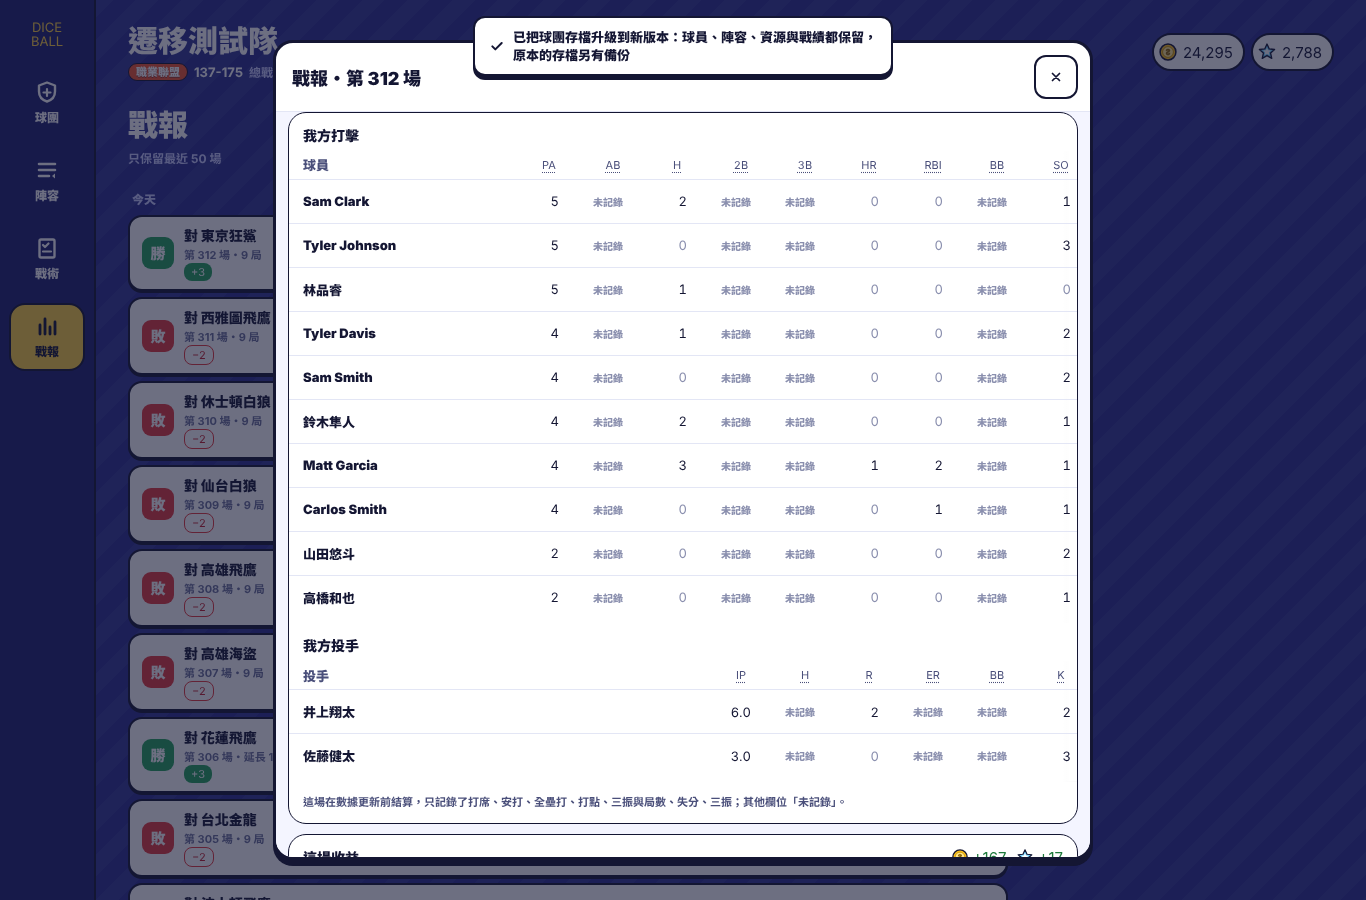 DICE
BALL
球團
陣容
戰術
戰報
遷移測試隊
職業聯盟 137-175 總戰
24,295 2,788
戰報
只保留最近 50 場
今天
勝 對 東京狂鯊
第 312 場・9 局
+3
敗 對 西雅圖飛鷹
第 311 場・9 局
−2
敗 對 休士頓白狼
第 310 場・9 局
−2
敗 對 仙台白狼
第 309 場・9 局
−2
敗 對 高雄飛鷹
第 308 場・9 局
−2
敗 對 高雄海盜
第 307 場・9 局
−2
勝 對 花蓮飛鷹
第 306 場・延長
+3
敗 對 台北金龍
第 305 場・9 局
−2
已把球團存檔升級到新版本：球員、陣容、資源與戰績都保留，
原本的存檔另有備份
戰報・第 312 場
我方打擊
球員 PA AB H 2B 3B HR RBI BB SO
Sam Clark 5 未記錄 2 未記錄 未記錄 0 0 未記錄 1
Tyler Johnson 5 未記錄 0 未記錄 未記錄 0 0 未記錄 3
林品睿 5 未記錄 1 未記錄 未記錄 0 0 未記錄 0
Tyler Davis 4 未記錄 1 未記錄 未記錄 0 0 未記錄 2
Sam Smith 4 未記錄 0 未記錄 未記錄 0 0 未記錄 2
鈴木隼人 4 未記錄 2 未記錄 未記錄 0 0 未記錄 1
Matt Garcia 4 未記錄 3 未記錄 未記錄 1 2 未記錄 1
Carlos Smith 4 未記錄 0 未記錄 未記錄 0 1 未記錄 1
山田悠斗 2 未記錄 0 未記錄 未記錄 0 0 未記錄 2
高橋和也 2 未記錄 0 未記錄 未記錄 0 0 未記錄 1
我方投手
投手 IP H R ER BB K
井上翔太 6.0 未記錄 2 未記錄 未記錄 2
佐藤健太 3.0 未記錄 0 未記錄 未記錄 3
這場在數據更新前結算，只記錄了打席、安打、全壘打、打點、三振與局數、失分、三振；其他欄位「未記錄」。
這場收益 +167 +17